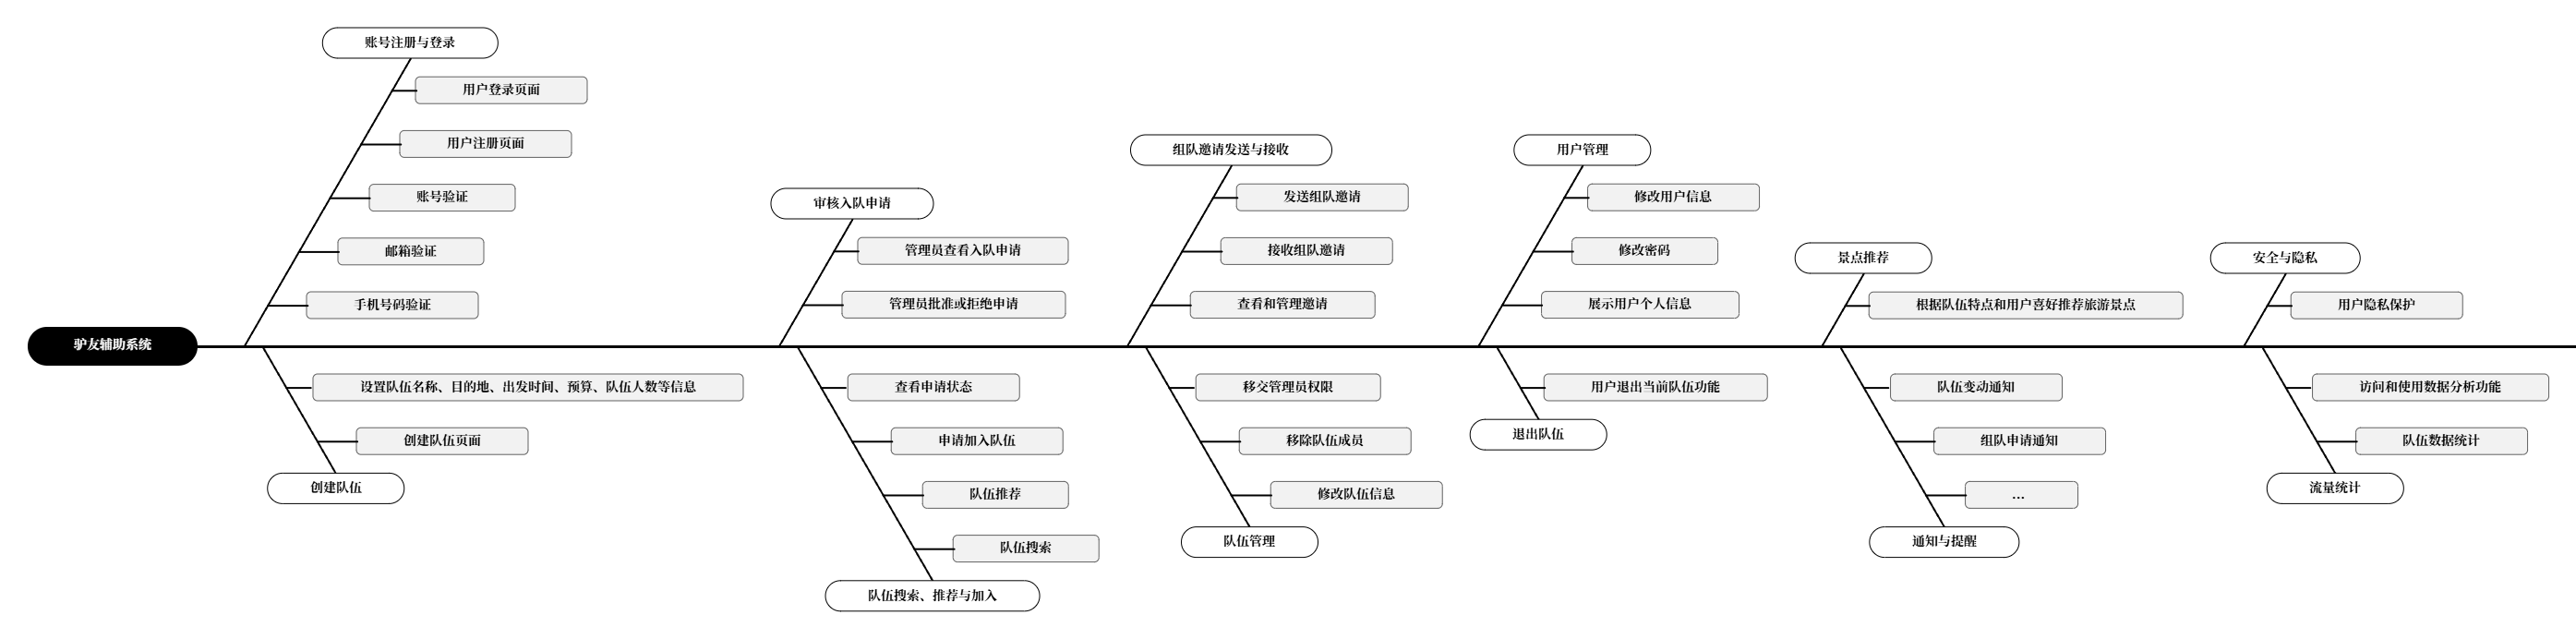 账号注册与登录
用户登录页面
用户注册页面
账号验证
邮箱验证
手机号码验证
审核入队申请
管理员查看入队申请
管理员批准或拒绝申请
组队邀请发送与接收
发送组队邀请
接收组队邀请
查看和管理邀请
用户管理
修改用户信息
修改密码
展示用户个人信息
景点推荐
根据队伍特点和用户喜好推荐旅游景点
安全与隐私
用户隐私保护
驴友辅助系统
设置队伍名称、目的地、出发时间、预算、队伍人数等信息
创建队伍页面
创建队伍
查看申请状态
申请加入队伍
队伍推荐
队伍搜索
队伍搜索、推荐与加入
移交管理员权限
移除队伍成员
修改队伍信息
队伍管理
用户退出当前队伍功能
退出队伍
队伍变动通知
组队申请通知
...
通知与提醒
访问和使用数据分析功能
队伍数据统计
流量统计